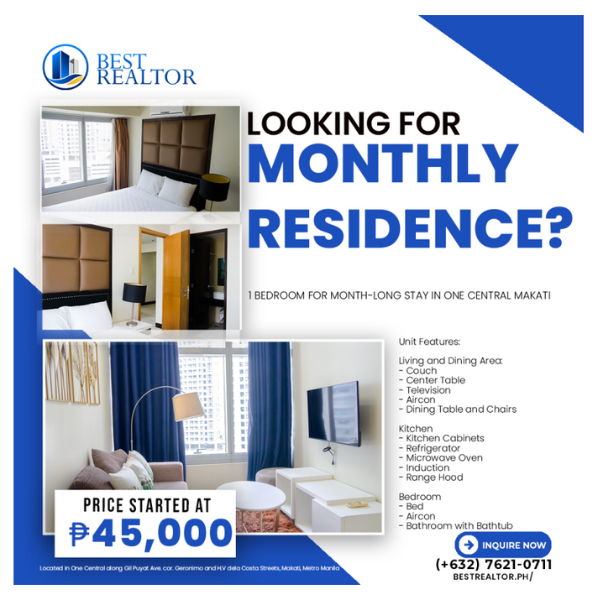 BEST
REALTOR
LOOKING FOR
MONTHLY
RESIDENCE?
1 BEDROOM FOR MONTH-LONG STAY IN ONE CENTRAL MAKATI
Unit Features:
Living and Dining Area:
- Couch
- Center Table
- Television
- Aircon
- Dining Table and Chairs
Kitchen
- Kitchen Cabinets
- Refrigerator
- Microwave Oven
- Induction
- Range Hood
Bedroom
- Bed
- Aircon
- Bathroom with Bathtub
PRICE STARTED AT
₱45,000
INQUIRE NOW
(+632) 7621-0711
BESTREALTOR.PH/
Located in One Central along Gil Puyat Ave. cor. Geronimo and H.V dela Costa Streets, Makati, Metro Manila